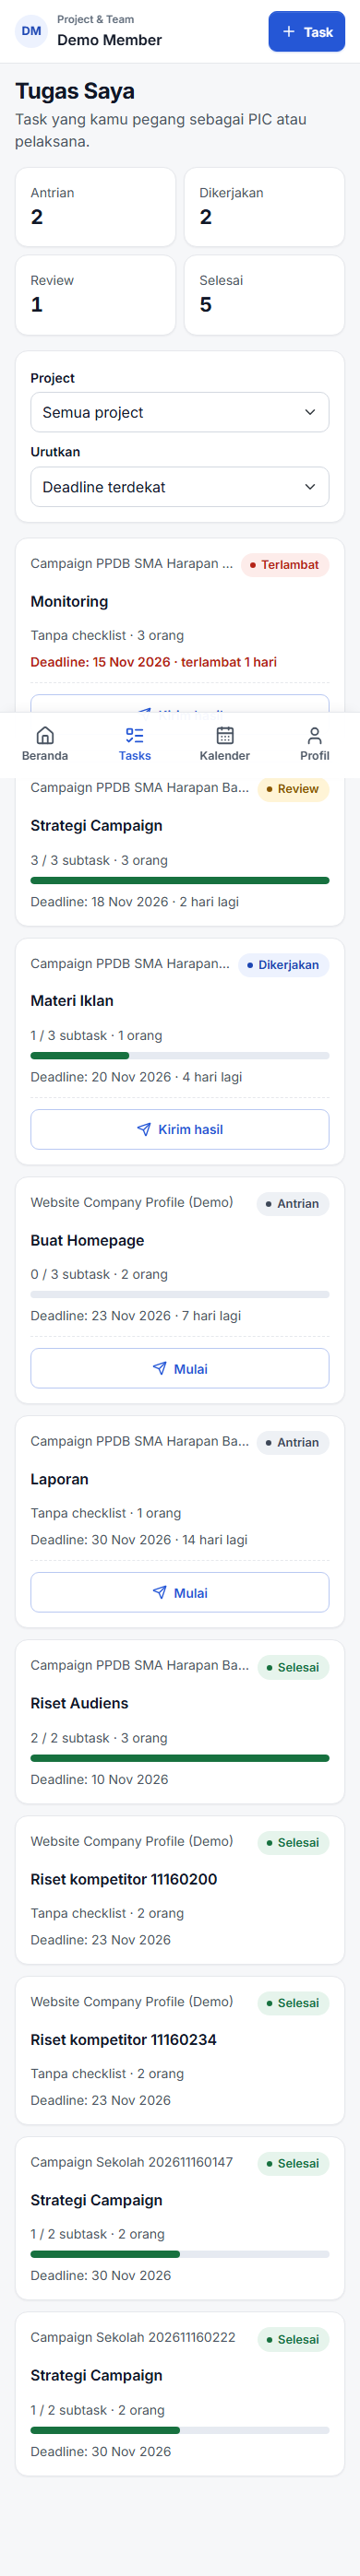 DM
Project & Team
Demo Member
Task
Tugas Saya
Task yang kamu pegang sebagai PIC atau
pelaksana.
Antrian
2
Dikerjakan
2
Review
1
Selesai
5
Project
Semua project
Urutkan
Deadline terdekat
Campaign PPDB SMA Harapan ...
Terlambat
Monitoring
Tanpa checklist · 3 orang
Deadline: 15 Nov 2026 · terlambat 1 hari
Beranda
Tasks
Kalender
Profil
Campaign PPDB SMA Harapan Ba...
Review
Strategi Campaign
3 / 3 subtask · 3 orang
Deadline: 18 Nov 2026 · 2 hari lagi
Campaign PPDB SMA Harapan...
Dikerjakan
Materi Iklan
1 / 3 subtask · 1 orang
Deadline: 20 Nov 2026 · 4 hari lagi
Kirim hasil
Website Company Profile (Demo)
Antrian
Buat Homepage
0 / 3 subtask · 2 orang
Deadline: 23 Nov 2026 · 7 hari lagi
Mulai
Campaign PPDB SMA Harapan Ba...
Antrian
Laporan
Tanpa checklist · 1 orang
Deadline: 30 Nov 2026 · 14 hari lagi
Mulai
Campaign PPDB SMA Harapan Ba...
Selesai
Riset Audiens
2 / 2 subtask · 3 orang
Deadline: 10 Nov 2026
Website Company Profile (Demo)
Selesai
Riset kompetitor 11160200
Tanpa checklist · 2 orang
Deadline: 23 Nov 2026
Website Company Profile (Demo)
Selesai
Riset kompetitor 11160234
Tanpa checklist · 2 orang
Deadline: 23 Nov 2026
Campaign Sekolah 202611160147
Selesai
Strategi Campaign
1 / 2 subtask · 2 orang
Deadline: 30 Nov 2026
Campaign Sekolah 202611160222
Selesai
Strategi Campaign
1 / 2 subtask · 2 orang
Deadline: 30 Nov 2026